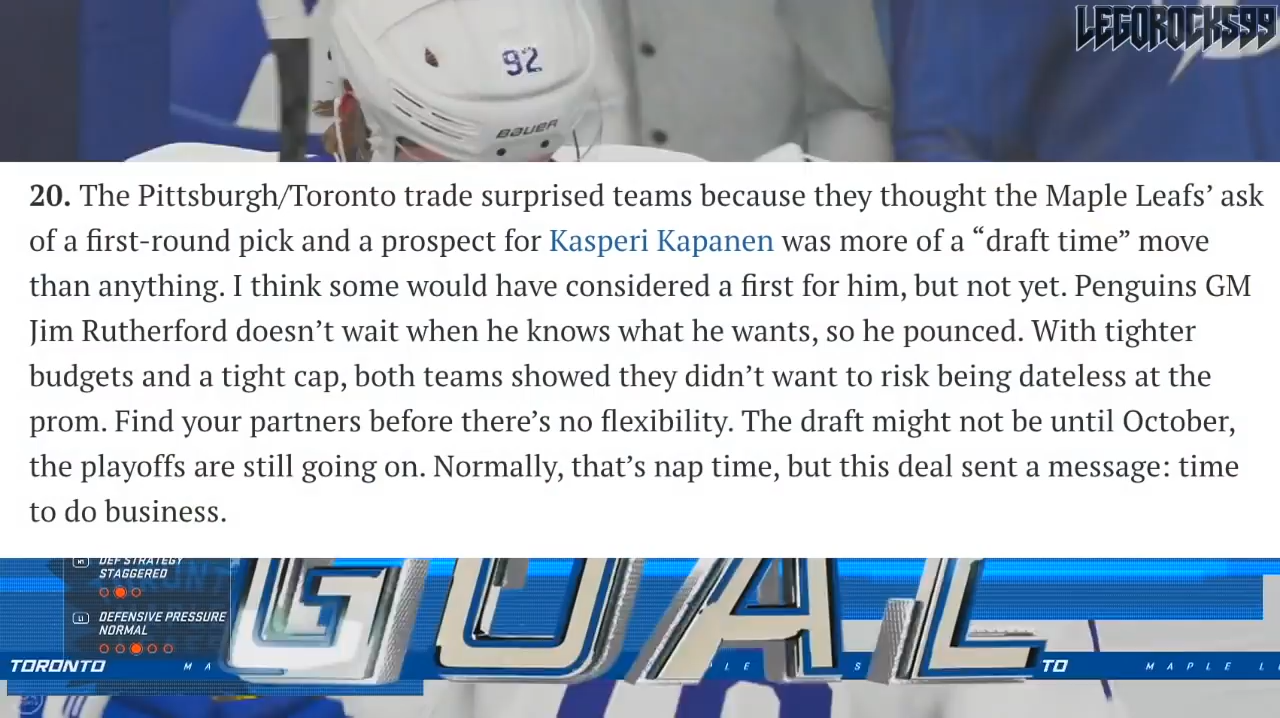 LEGOROCKS99
92
BAUER
20. The Pittsburgh/Toronto trade surprised teams because they thought the Maple Leafs’ ask
of a first-round pick and a prospect for Kasperi Kapanen was more of a “draft time” move
than anything. I think some would have considered a first for him, but not yet. Penguins GM
Jim Rutherford doesn’t wait when he knows what he wants, so he pounced. With tighter
budgets and a tight cap, both teams showed they didn’t want to risk being dateless at the
prom. Find your partners before there’s no flexibility. The draft might not be until October,
the playoffs are still going on. Normally, that’s nap time, but this deal sent a message: time
to do business.
DEF STRATEGY
STAGGERED
DEFENSIVE PRESSURE
NORMAL
GOAL
TORONTO MA LE S TO MAPLE L